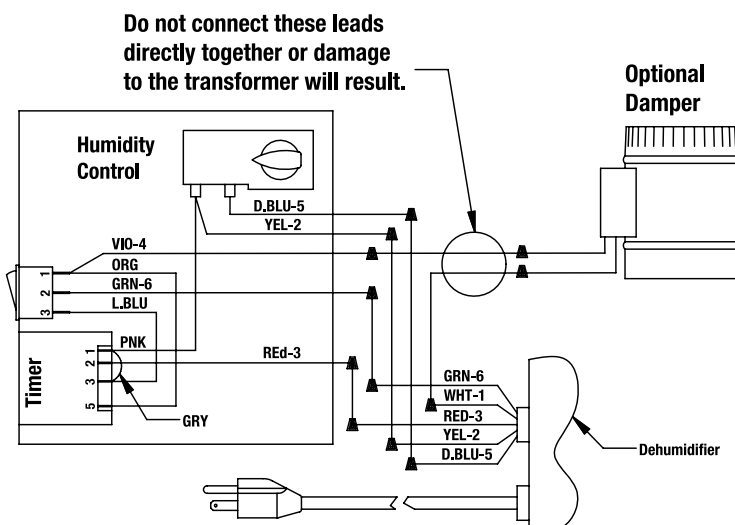 Do not connect these leads
directly together or damage
to the transformer will result.
Optional
Damper
Humidity
Control
D.BLU-5
YEL-2
VIO-4
ORG
GRN-6
L.BLU
1
2
3
PNK
REd-3
Timer
1
2
3
5
GRY
GRN-6
WHT-1
RED-3
YEL-2
D.BLU-5
Dehumidifier